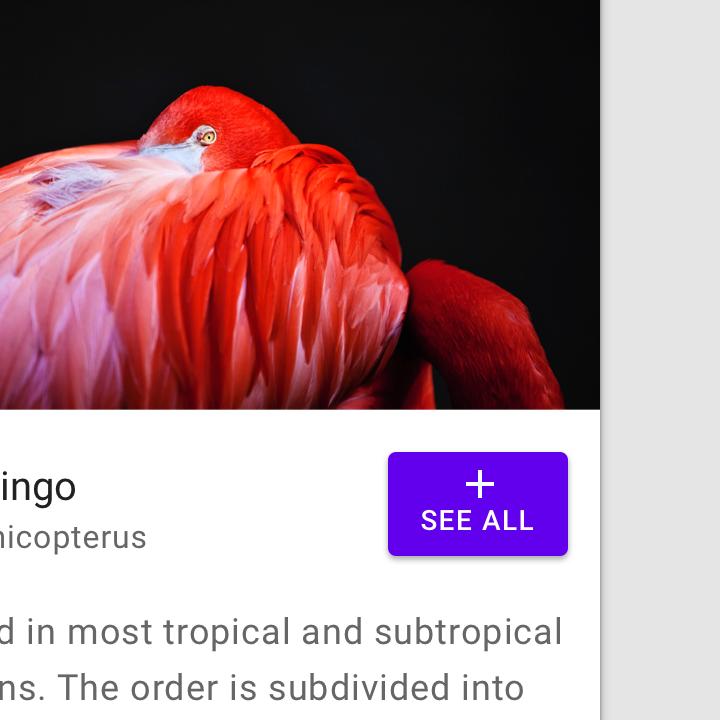 ingo
SEE ALL
nicopterus
d in most tropical and subtropical
ns. The order is subdivided into